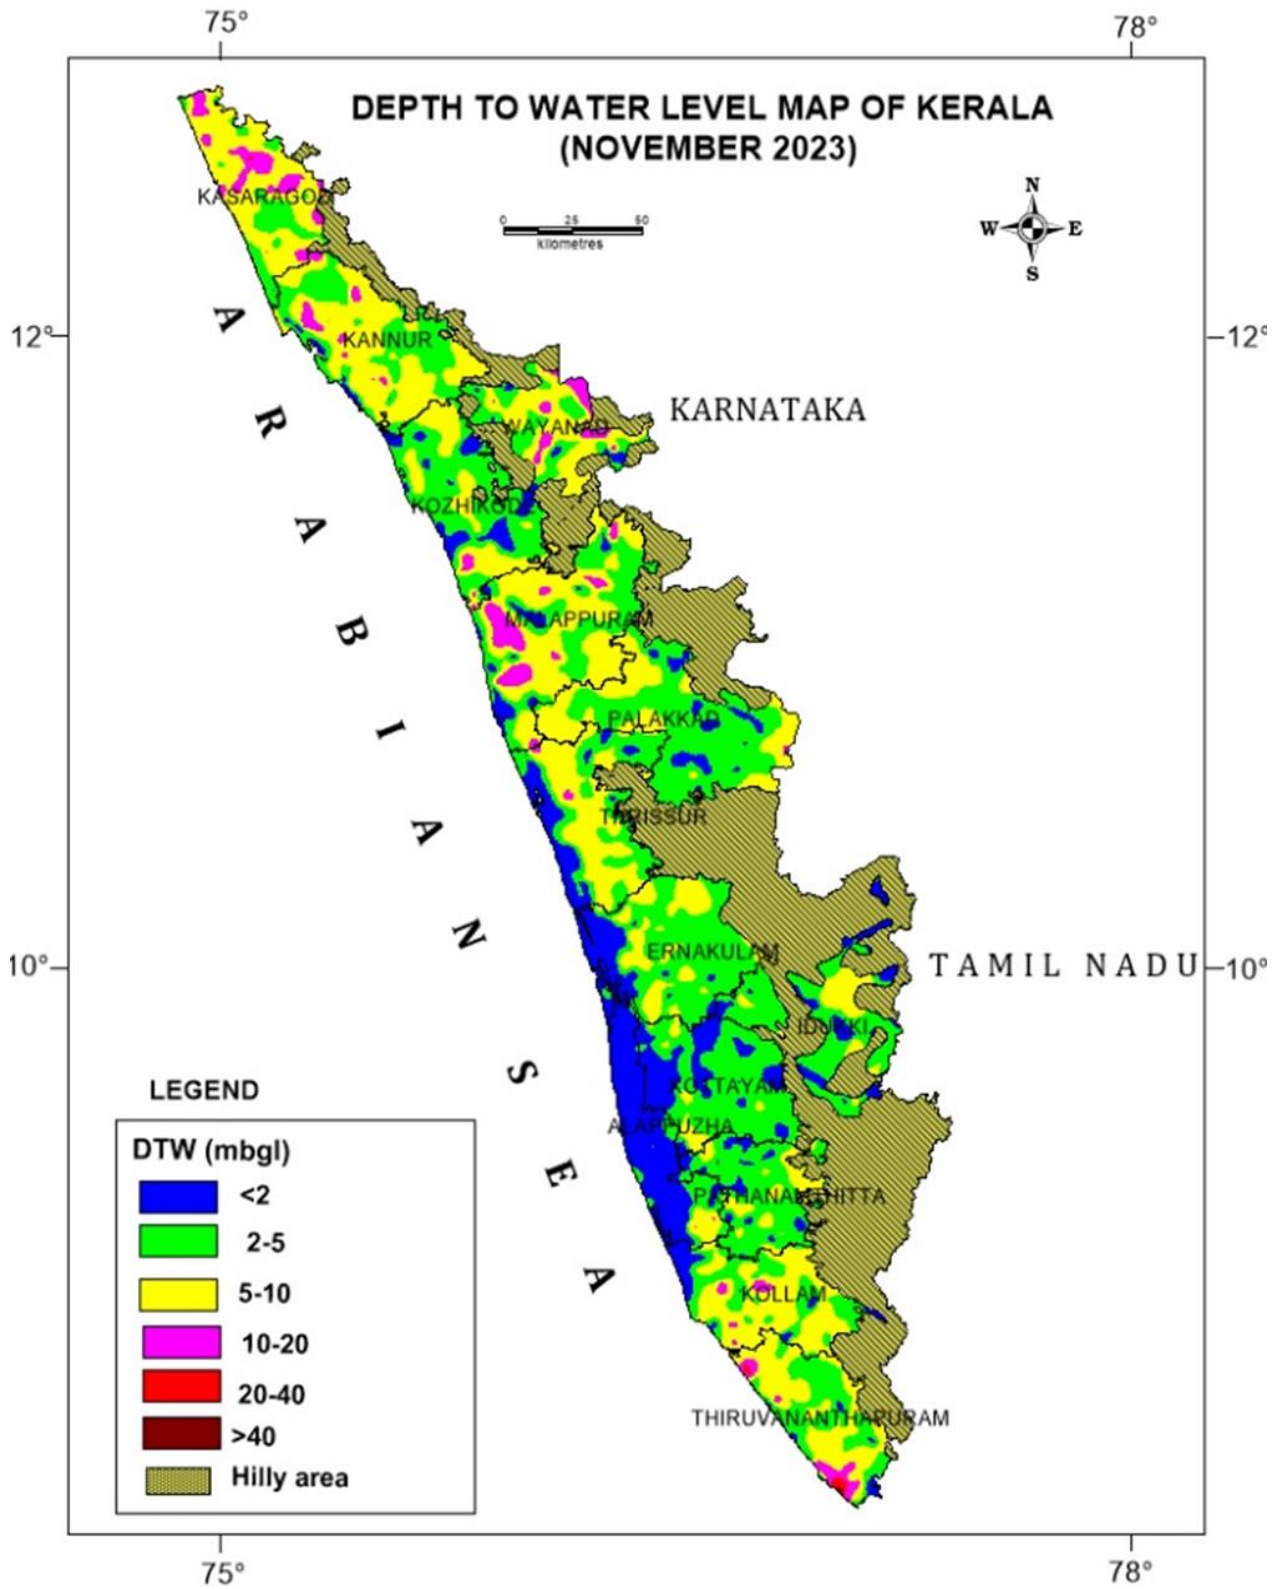 75° 78°
DEPTH TO WATER LEVEL MAP OF KERALA
(NOVEMBER 2023)
N
W E
S
0 25 50
kilometres
KASARAGOD
12° 12°
KANNUR
KARNATAKA
WAYANAD
KOZHIKODE
MALAPPURAM
PALAKKAD
THRISSUR
ERNAKULAM
10° 10°
TAMIL NADU
IDUKKI
KOTTAYAM
ALAPPUZHA
PATHANAMTHITTA
KOLLAM
THIRUVANANTHAPURAM
ARABIAN SEA
LEGEND
DTW (mbgl)
<2
2-5
5-10
10-20
20-40
>40
Hilly area
75° 78°